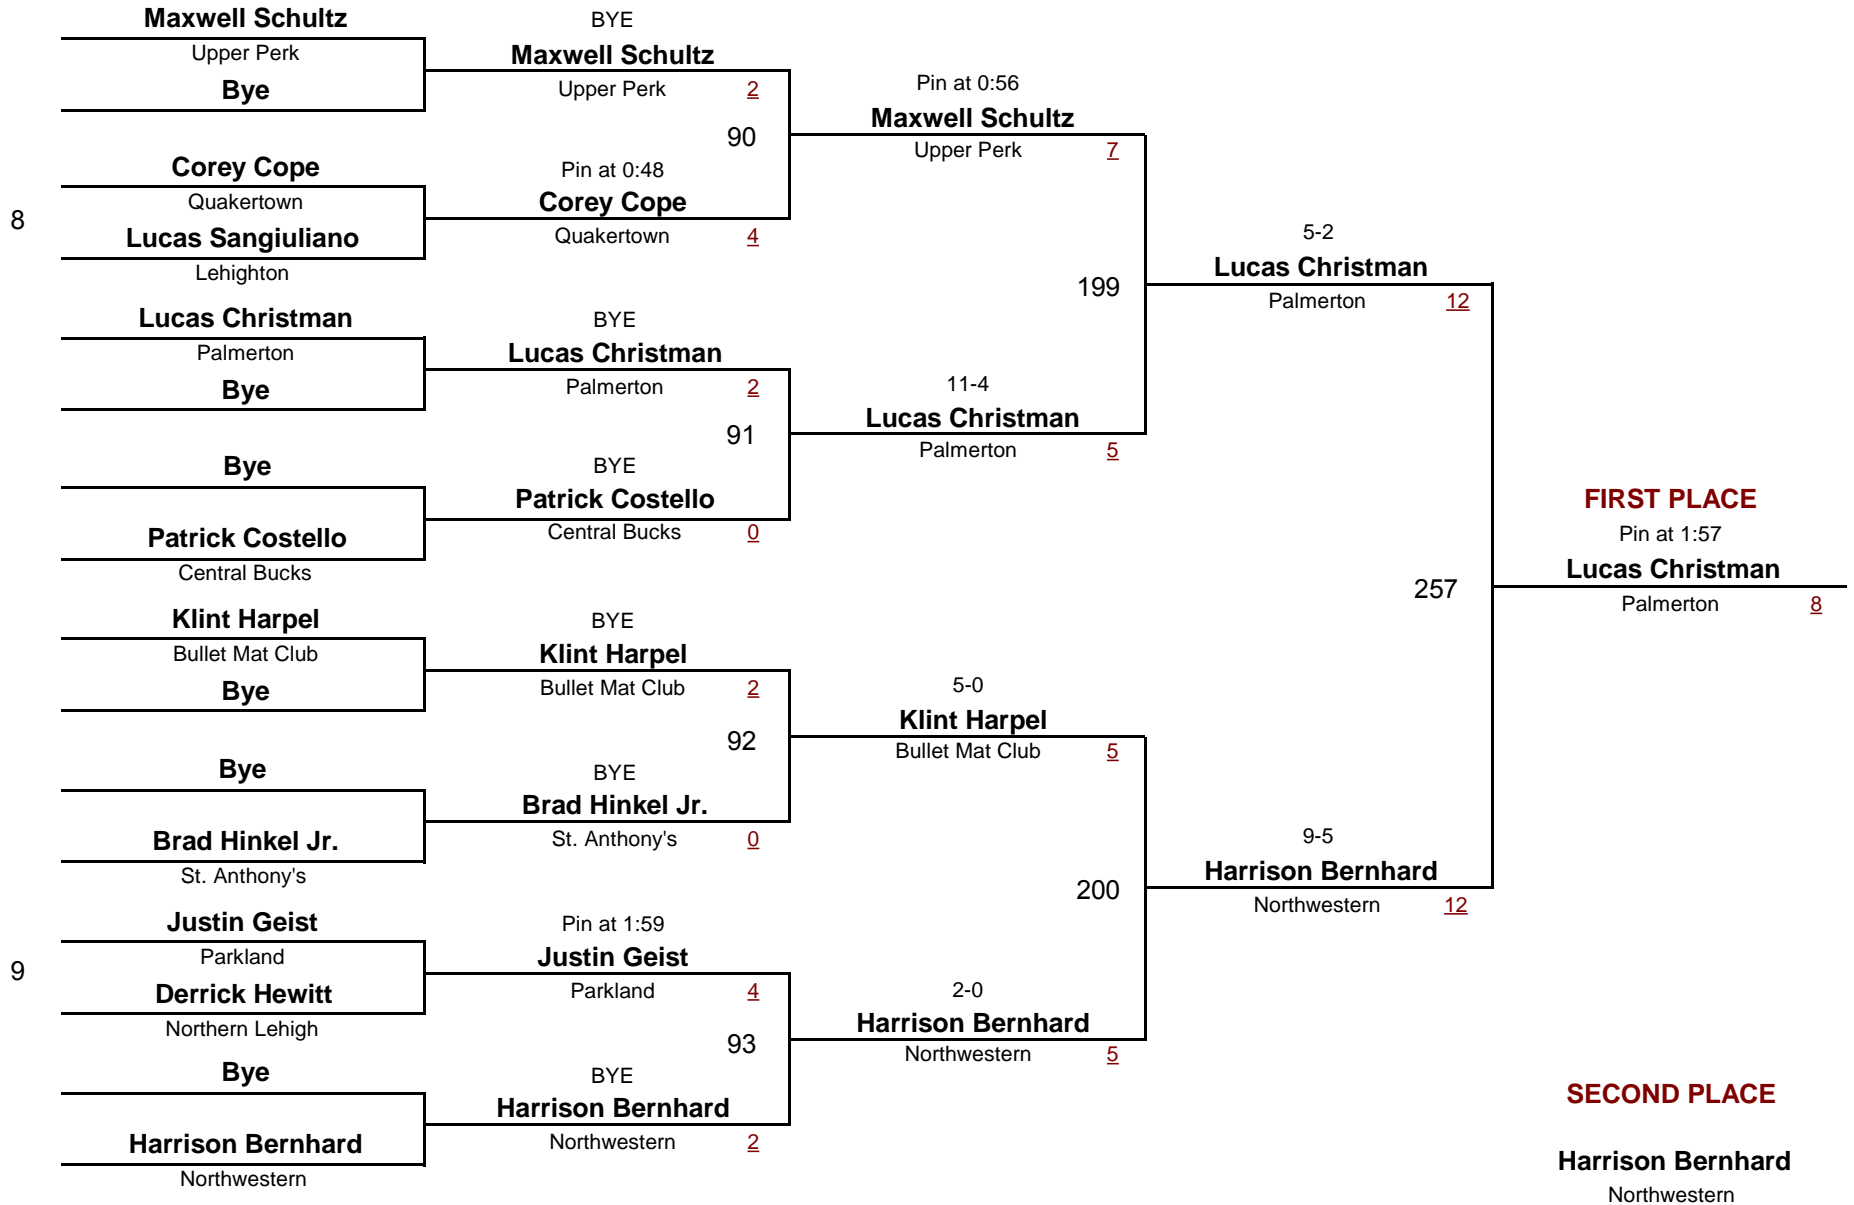 Maxwell Schultz
Upper Perk
Bye
8
Corey Cope
Quakertown
Lucas Sangiuliano
Lehighton
Lucas Christman
Palmerton
Bye
Bye
Patrick Costello
Central Bucks
Klint Harpel
Bullet Mat Club
Bye
Bye
Brad Hinkel Jr.
St. Anthony's
9
Justin Geist
Parkland
Derrick Hewitt
Northern Lehigh
Bye
Harrison Bernhard
Northwestern
BYE
Maxwell Schultz
Upper Perk 2
90
Pin at 0:48
Corey Cope
Quakertown 4
BYE
Lucas Christman
Palmerton 2
91
BYE
Patrick Costello
Central Bucks 0
BYE
Klint Harpel
Bullet Mat Club 2
92
BYE
Brad Hinkel Jr.
St. Anthony's 0
Pin at 1:59
Justin Geist
Parkland 4
93
BYE
Harrison Bernhard
Northwestern 2
Pin at 0:56
Maxwell Schultz
Upper Perk 7
199
11-4
Lucas Christman
Palmerton 5
5-0
Klint Harpel
Bullet Mat Club 5
200
2-0
Harrison Bernhard
Northwestern 5
5-2
Lucas Christman
Palmerton 12
257
9-5
Harrison Bernhard
Northwestern 12
FIRST PLACE
Pin at 1:57
Lucas Christman
Palmerton 8
SECOND PLACE
Harrison Bernhard
Northwestern